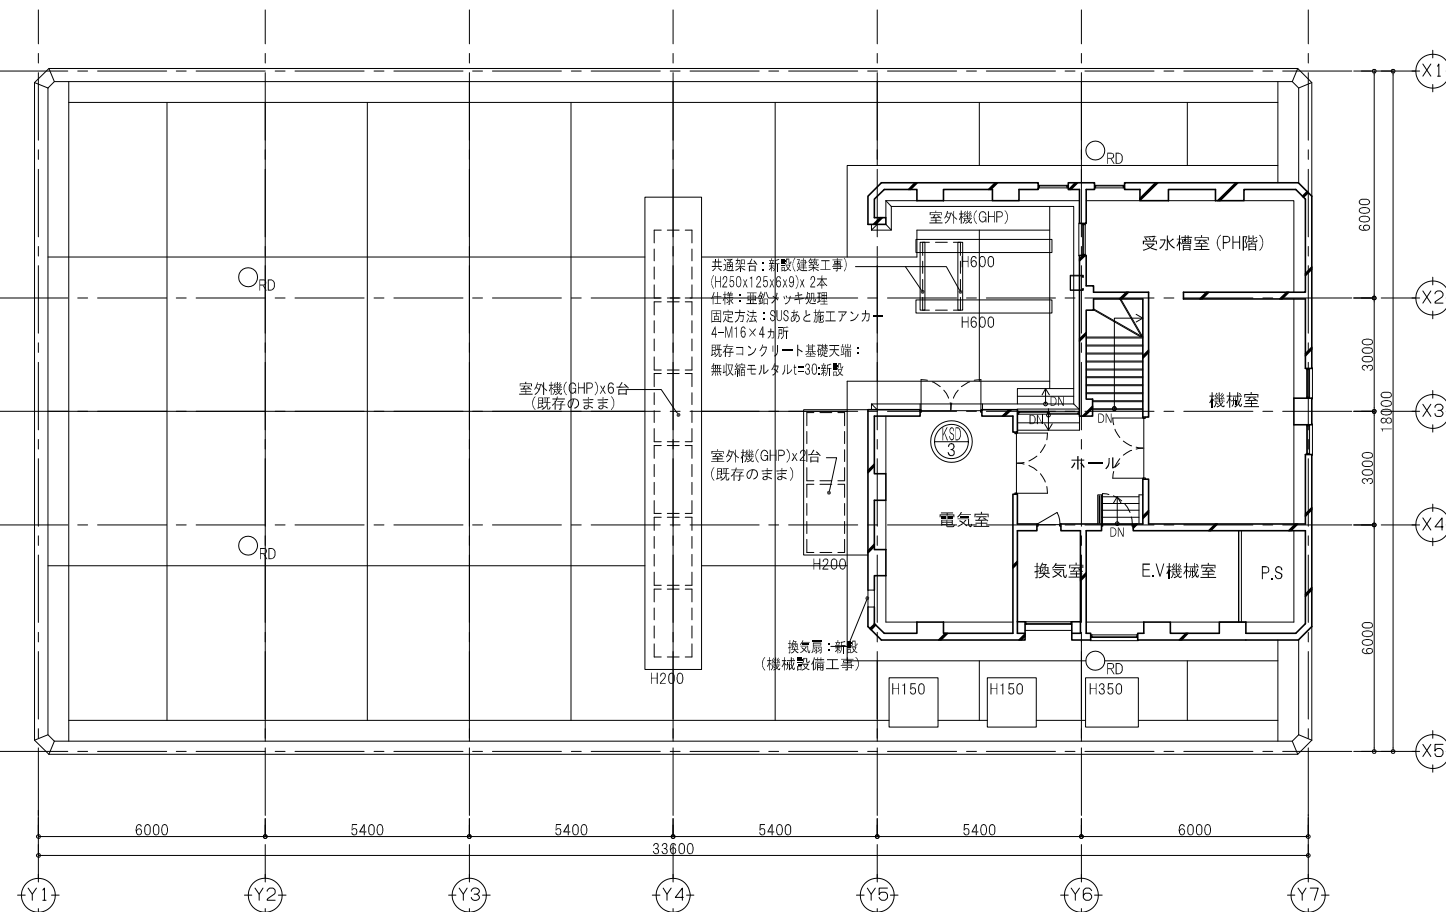 X1
RD
6000
室外機(GHP)
受水槽室 (PH階)
H600
共通架台：新設(建築工事)
(H250x125x6x9)x 2本
仕様：亜鉛メッキ処理
固定方法：SUSあと施工アンカー
4-M16×4ヵ所
既存コンクリート基礎天端：
無収縮モルタルt=30:新設
RD
X2
H600
3000
室外機(GHP)x6台
(既存のまま)
DN
機械室
18000
X3
DN
DN
KSD
3
室外機(GHP)x2台
(既存のまま)
ホール
3000
電気室
X4
RD
DN
H200
換気室
E.V機械室
P.S
換気扇：新設
(機械設備工事)
6000
H200
RD
H150
H150
H350
X5
6000
5400
5400
5400
5400
6000
33600
Y1
Y2
Y3
Y4
Y5
Y6
Y7